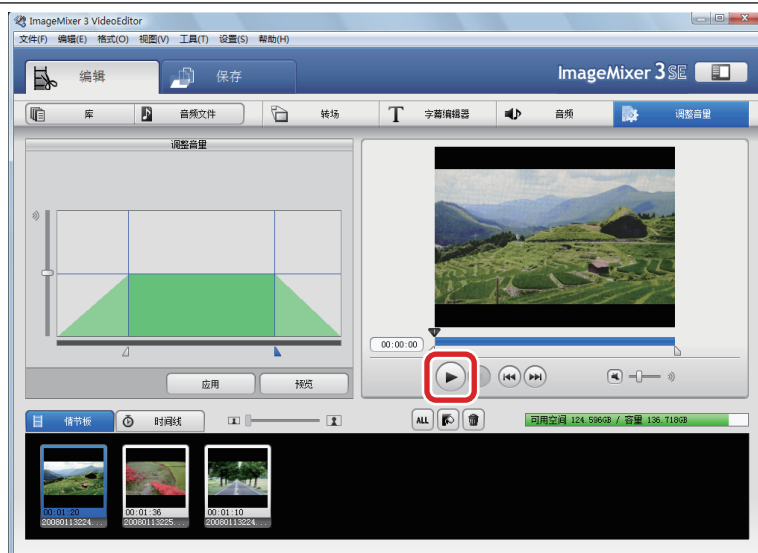 ImageMixer 3 VideoEditor
文件(F) 编辑(E) 格式(O) 视图(V) 工具(T) 设置(S) 帮助(H)
编辑 保存 ImageMixer 3 SE
库 音频文件 转场 T 字幕编辑器 音频 调整音量
调整音量
00:00:00
应用 预览
情节板 时间线 ALL 可用空间 124.596GB / 容量 136.718GB
00:01:20 00:01:36 00:01:10
20080113224... 20080113225... 20080113224...